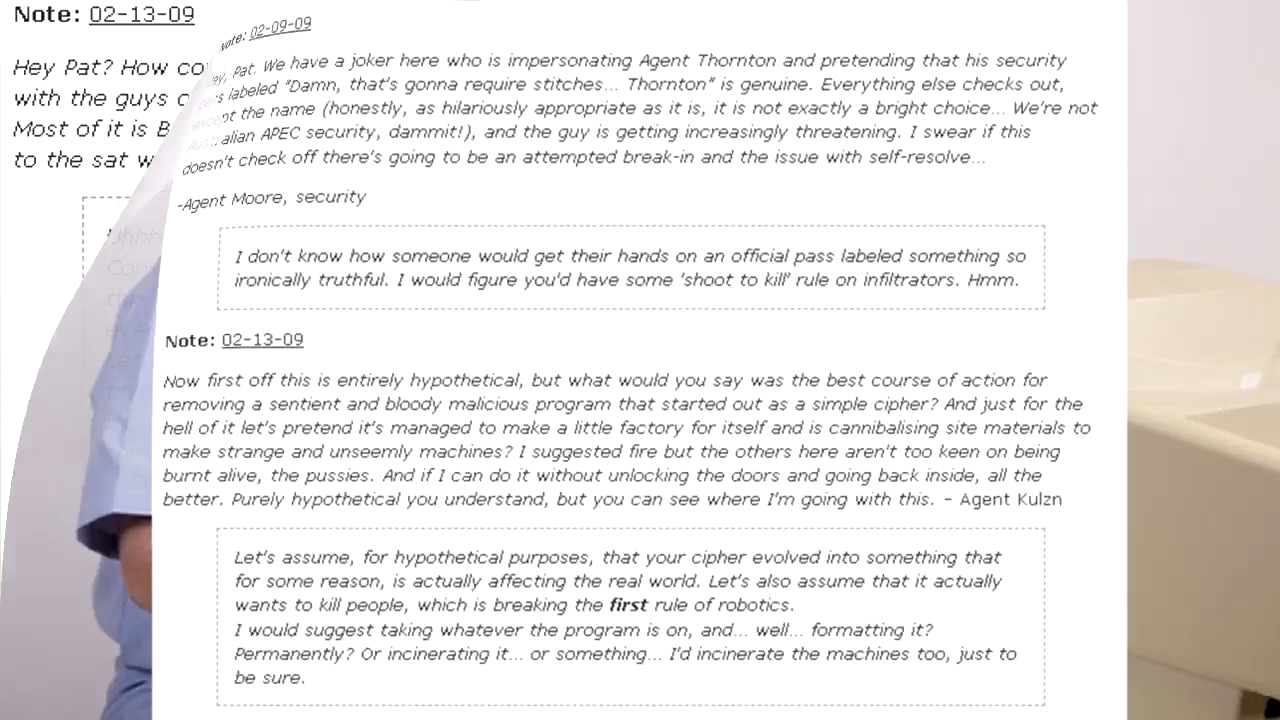 Note: 02-13-09
Hey Pat? How co
with the guys
Most of it is B
to the sat w
Note: 02-09-09
Pat. We have a joker here who is impersonating Agent Thornton and pretending that his security
labeled "Damn, that's gonna require stitches... Thornton" is genuine. Everything else checks out,
except the name (honestly, as hilariously appropriate as it is, it is not exactly a bright choice... We're not
Australian APEC security, dammit!), and the guy is getting increasingly threatening. I swear if this
doesn't check off there's going to be an attempted break-in and the issue with self-resolve...
-Agent Moore, security
I don't know how someone would get their hands on an official pass labeled something so
ironically truthful. I would figure you'd have some 'shoot to kill' rule on infiltrators. Hmm.
Note: 02-13-09
Now first off this is entirely hypothetical, but what would you say was the best course of action for
removing a sentient and bloody malicious program that started out as a simple cipher? And just for the
hell of it let's pretend it's managed to make a little factory for itself and is cannibalising site materials to
make strange and unseemly machines? I suggested fire but the others here aren't too keen on being
burnt alive, the pussies. And if I can do it without unlocking the doors and going back inside, all the
better. Purely hypothetical you understand, but you can see where I'm going with this. – Agent Kulzn
Let's assume, for hypothetical purposes, that your cipher evolved into something that
for some reason, is actually affecting the real world. Let's also assume that it actually
wants to kill people, which is breaking the first rule of robotics.
I would suggest taking whatever the program is on, and... well... formatting it?
Permanently? Or incinerating it... or something... I'd incinerate the machines too, just to
be sure.